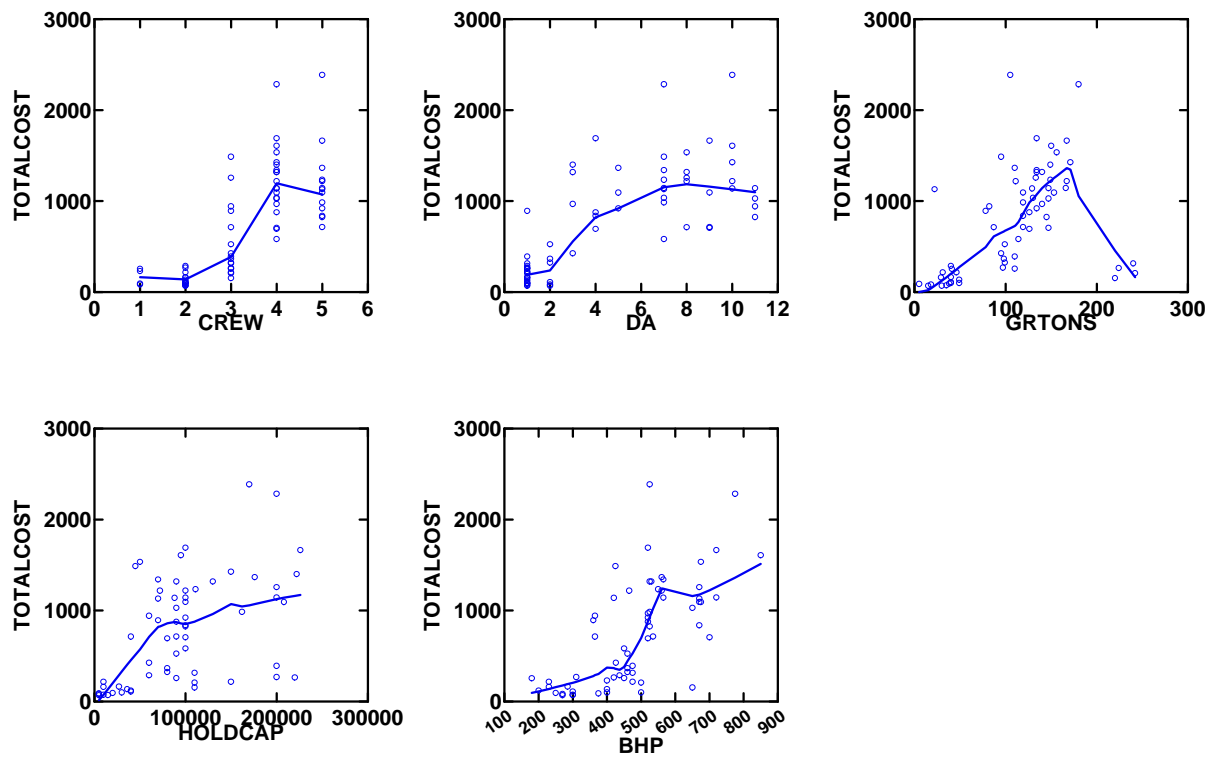 3000 3000 3000
TOTALCOST TOTALCOST TOTALCOST
2000 2000 2000
1000 1000 1000
0 0 0
0 1 2 3 4 5 6 0 2 4 6 8 10 12 0 100 200 300
CREW DA GRTONS
3000 3000
TOTALCOST TOTALCOST
2000 2000
1000 1000
0 0
0 100000 200000 300000 100 200 300 400 500 600 700 800 900
HOLDCAP BHP